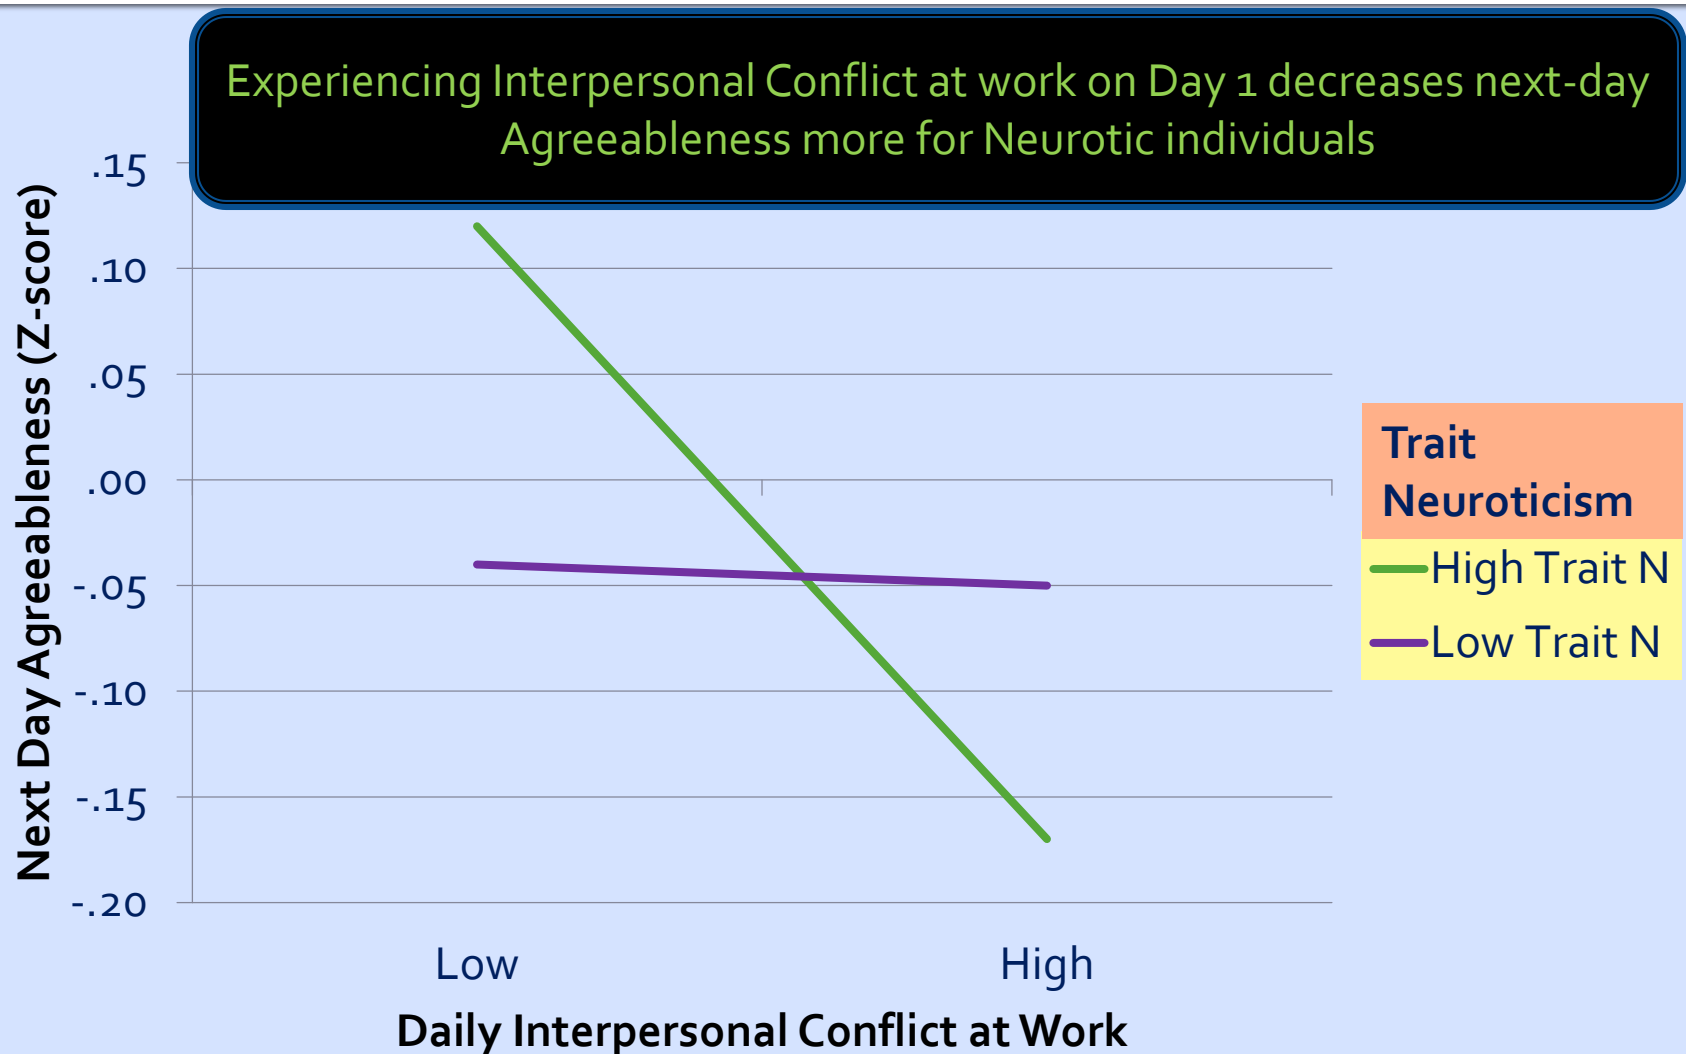 Experiencing Interpersonal Conflict at work on Day 1 decreases next-day
Agreeableness more for Neurotic individuals
Next Day Agreeableness (Z-score)
.15
.10
.05
.00
-.05
-.10
-.15
-.20
Low
High
Daily Interpersonal Conflict at Work
Trait
Neuroticism
High Trait N
Low Trait N